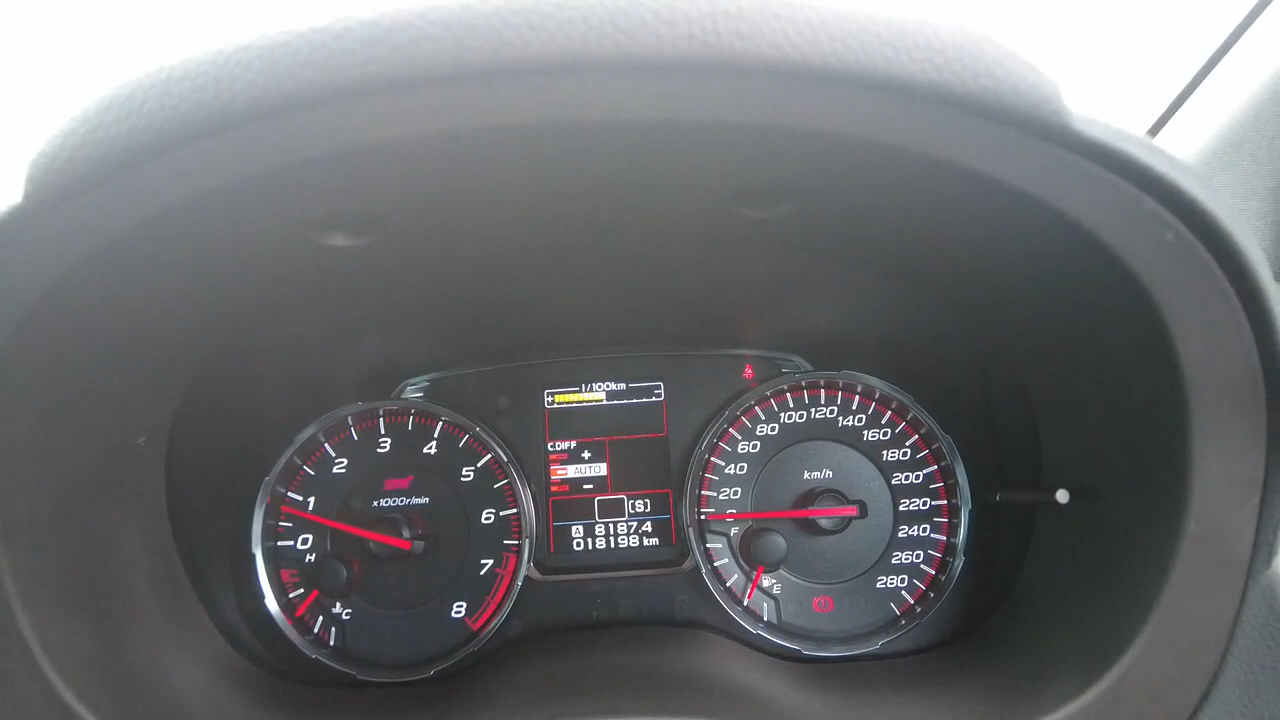 0
1
2
3
4
5
6
7
8
x1000r/min
H
C
l/100km
+
−
C.DIFF
+
AUTO
−
[S]
A 8187.4
018198 km
0
20
40
60
80
100
120
140
160
180
200
220
240
260
280
km/h
F
E